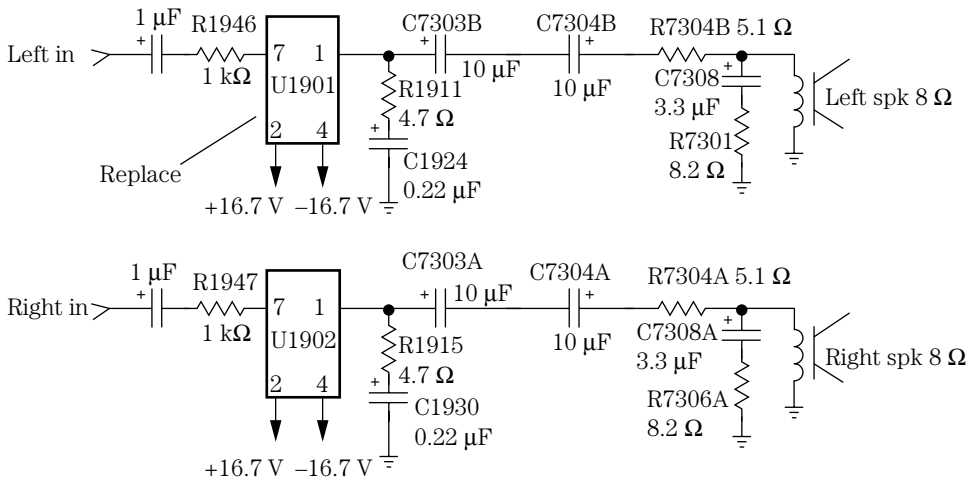 1 μF
R1946
C7303B
C7304B
R7304B 5.1 Ω
Left in
+
7
1
+
+
+
C7308
1 kΩ
U1901
10 μF
10 μF
3.3 μF
Left spk 8 Ω
R1911
4.7 Ω
R7301
8.2 Ω
2
4
+
C1924
0.22 μF
Replace
+16.7 V
–16.7 V
1 μF
R1947
C7303A
C7304A
R7304A 5.1 Ω
Right in
+
7
1
+
10 μF
+
+
C7308A
1 kΩ
U1902
10 μF
3.3 μF
Right spk 8 Ω
R1915
4.7 Ω
R7306A
8.2 Ω
2
4
+
C1930
0.22 μF
+16.7 V
–16.7 V